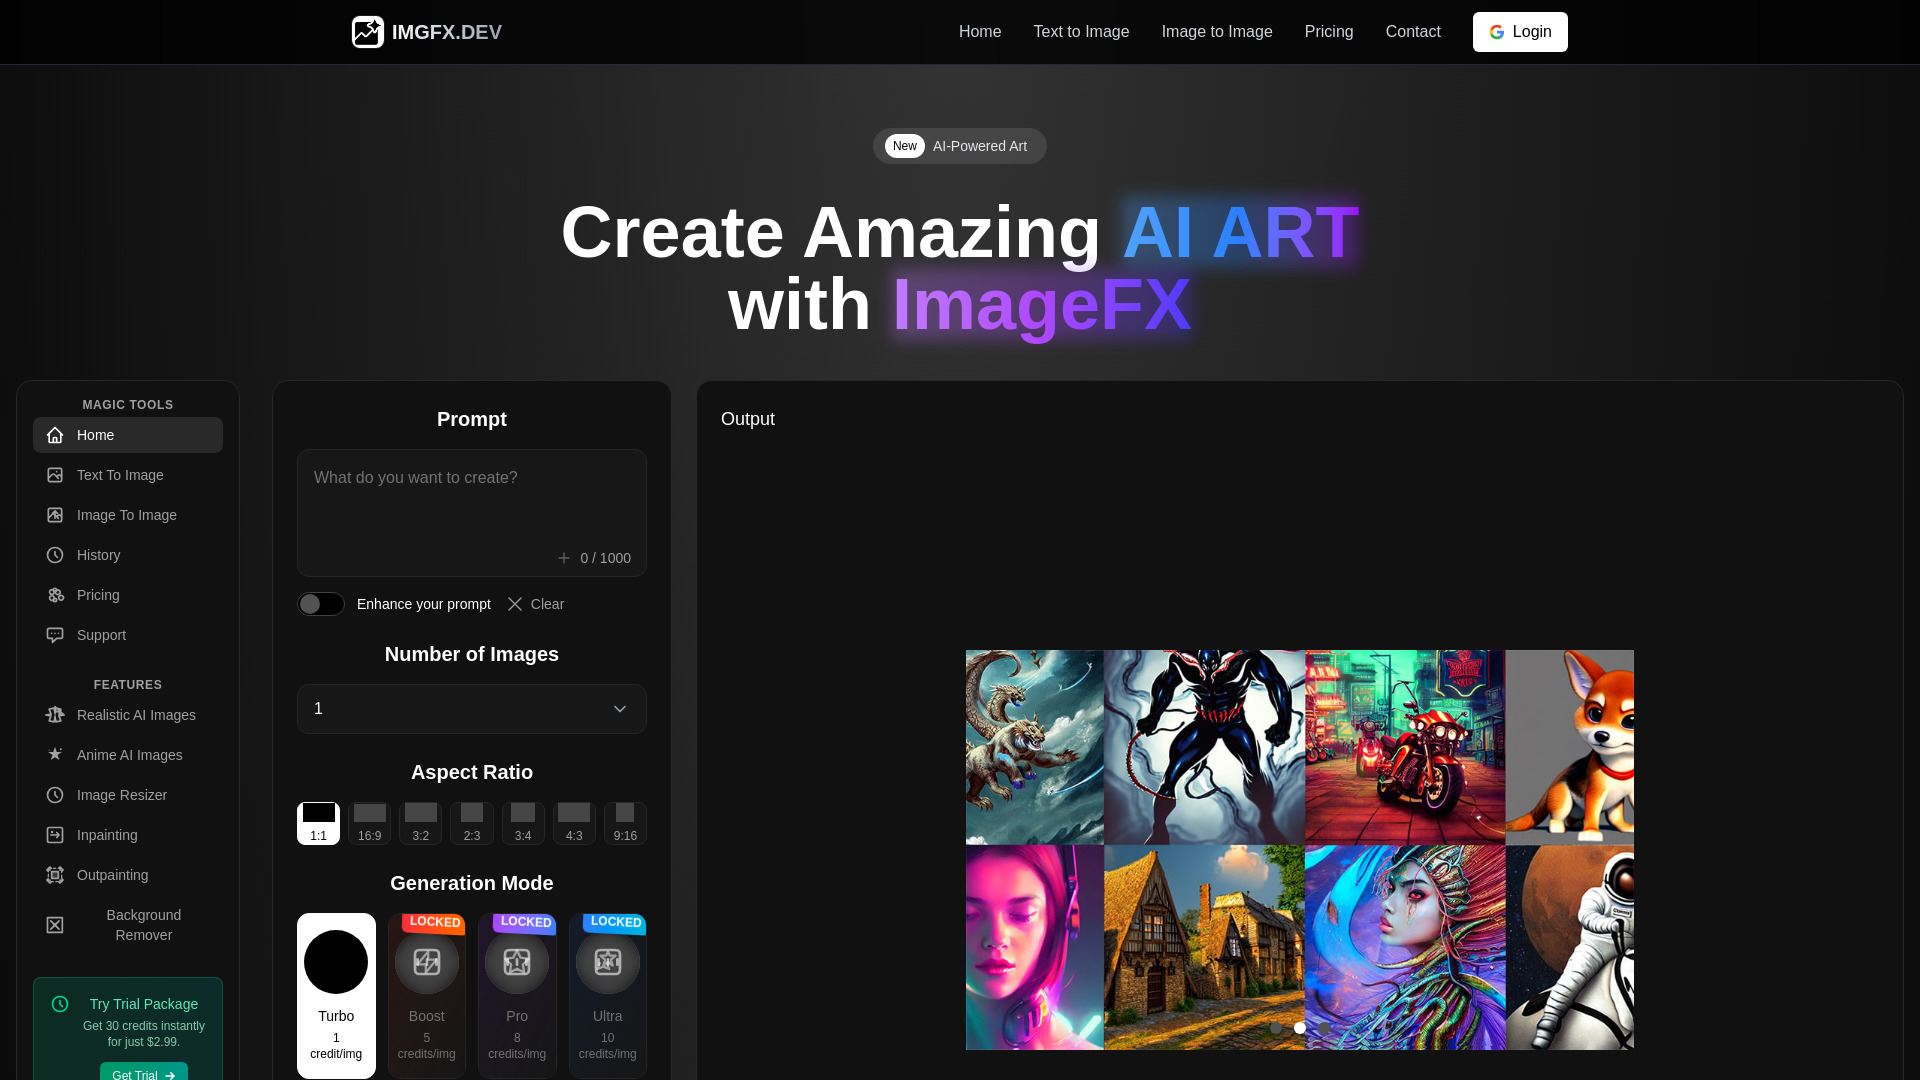 IMGFX.DEV
Home
Text to Image
Image to Image
Pricing
Contact
Login
New
AI-Powered Art
Create Amazing AI ART
with ImageFX
MAGIC TOOLS
Home
Text To Image
Image To Image
History
Pricing
Support
FEATURES
Realistic AI Images
Anime AI Images
Image Resizer
Inpainting
Outpainting
Background
Remover
Try Trial Package
Get 30 credits instantly
for just $2.99.
Get Trial
Prompt
What do you want to create?
0 / 1000
Enhance your prompt
Clear
Number of Images
1
Aspect Ratio
1:1
16:9
3:2
2:3
3:4
4:3
9:16
Generation Mode
Turbo
1
credit/img
LOCKED
Boost
5
credits/img
LOCKED
Pro
8
credits/img
LOCKED
Ultra
10
credits/img
Output